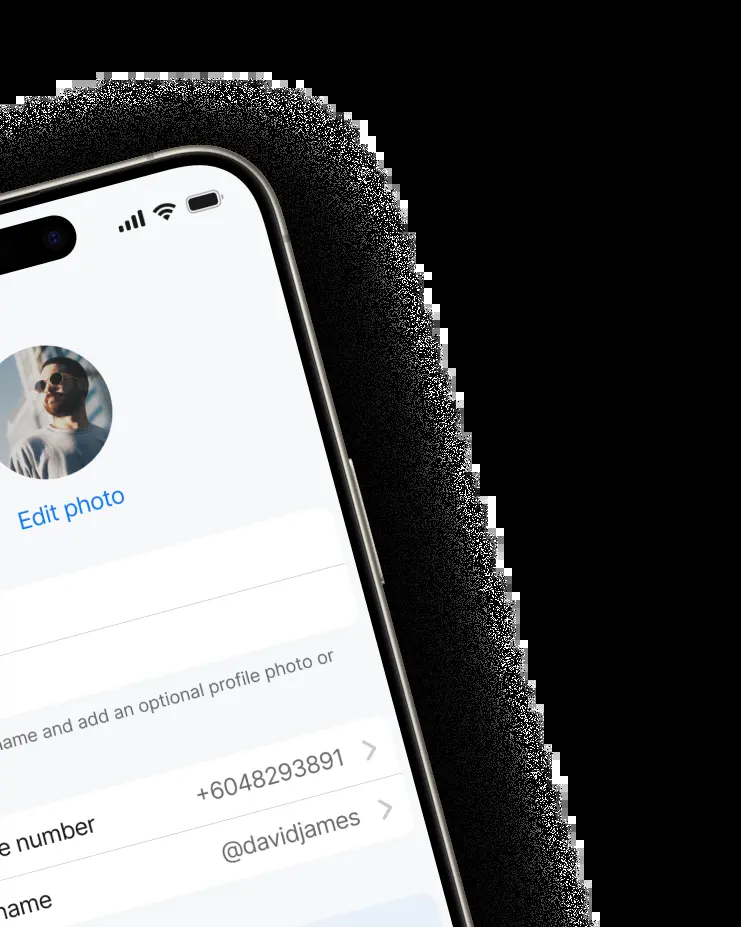 Edit photo
name and add an optional profile photo or
e number +6048293891
name @davidjames